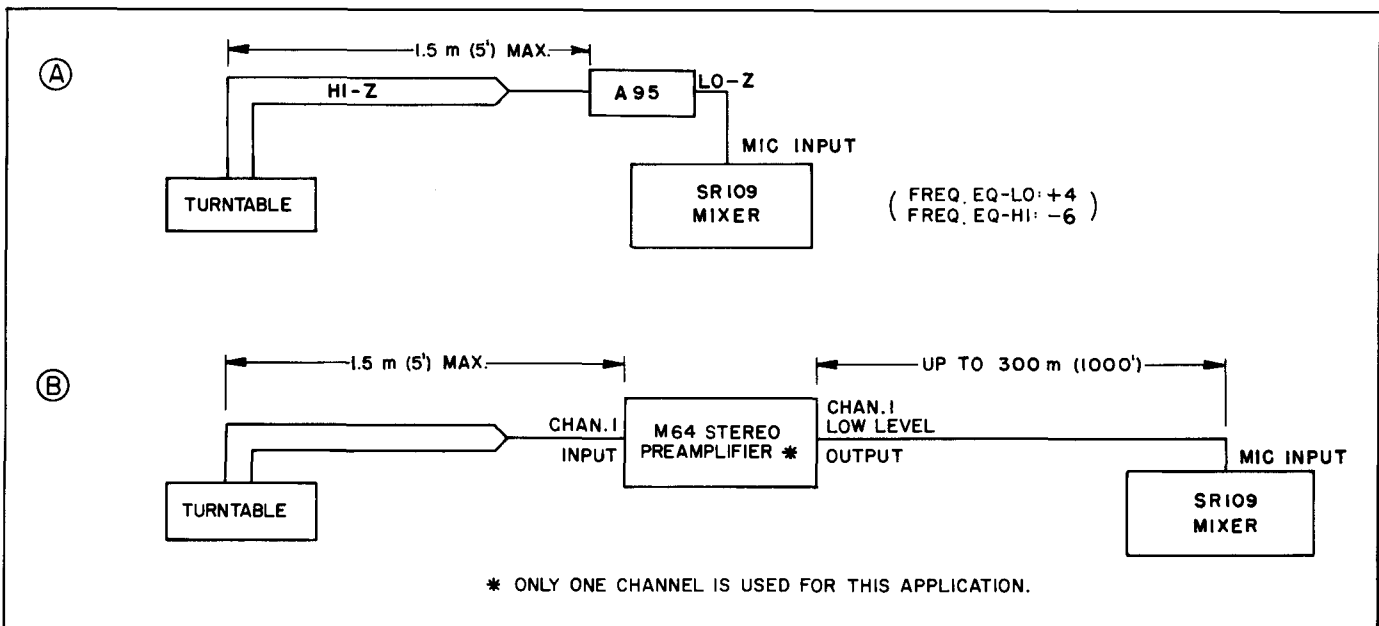 A
1.5 m (5') MAX.
HI-Z
A95
LO-Z
MIC INPUT
TURNTABLE
SR109
MIXER
( FREQ. EQ-LO: +4
FREQ. EQ-HI: -6 )
B
1.5 m (5') MAX.
UP TO 300 m (1000')
CHAN. 1
INPUT
M64 STEREO
PREAMPLIFIER *
CHAN. 1
LOW LEVEL
OUTPUT
MIC INPUT
TURNTABLE
SR109
MIXER
* ONLY ONE CHANNEL IS USED FOR THIS APPLICATION.